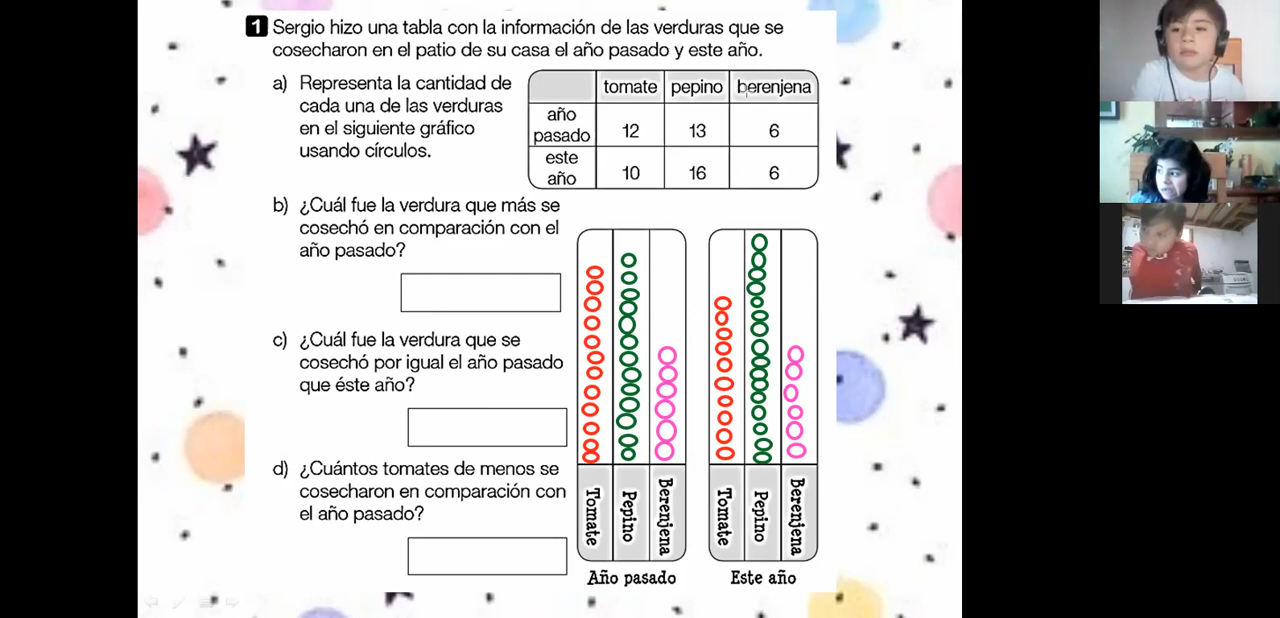 1 Sergio hizo una tabla con la información de las verduras que se
cosecharon en el patio de su casa el año pasado y este año.
a) Representa la cantidad de
cada una de las verduras
en el siguiente gráfico
usando círculos.
tomate pepino berenjena
año pasado 12 13 6
este año 10 16 6
b) ¿Cuál fue la verdura que más se
cosechó en comparación con el
año pasado?
c) ¿Cuál fue la verdura que se
cosechó por igual el año pasado
que éste año?
d) ¿Cuántos tomates de menos se
cosecharon en comparación con
el año pasado?
Tomate Pepino Berenjena
Año pasado
Tomate Pepino Berenjena
Este año